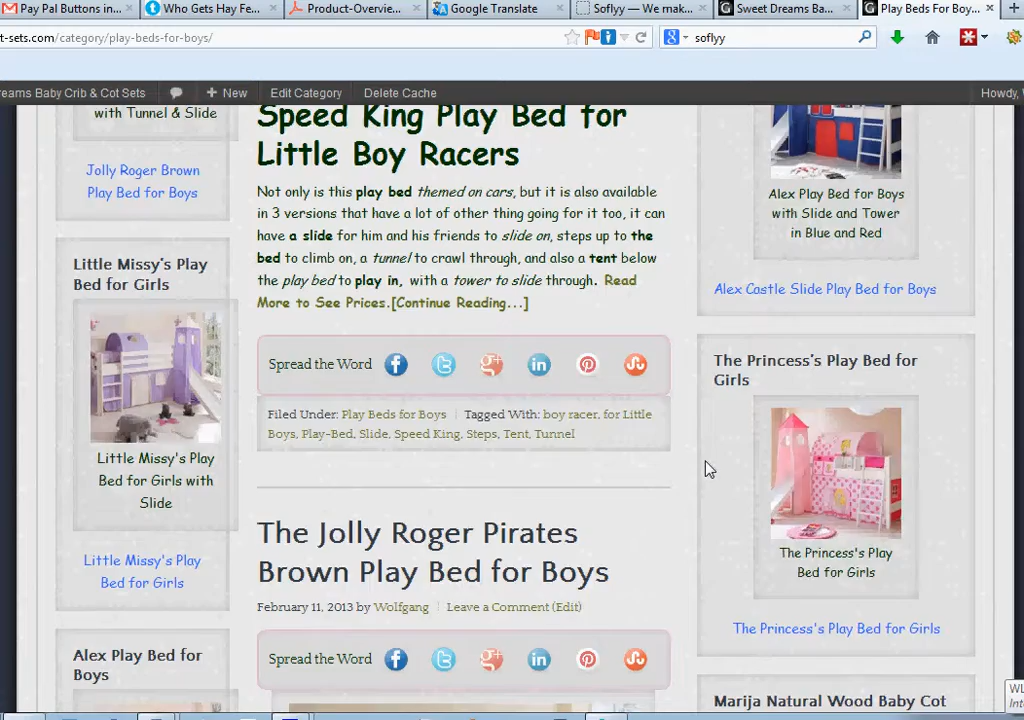 Pay Pal Buttons in...
Who Gets Hay Fe...
Product-Overvie...
Google Translate
Soflyy — We mak...
Sweet Dreams Ba...
Play Beds For Boy...
t-sets.com/category/play-beds-for-boys/
soflyy
reams Baby Crib & Cot Sets
New
Edit Category
Delete Cache
Howdy,
with Tunnel & Slide
Jolly Roger Brown
Play Bed for Boys
Little Missy's Play
Bed for Girls
Little Missy's Play
Bed for Girls with
Slide
Little Missy's Play
Bed for Girls
Alex Play Bed for
Boys
Speed King Play Bed for
Little Boy Racers
Not only is this play bed themed on cars, but it is also available
in 3 versions that have a lot of other thing going for it too, it can
have a slide for him and his friends to slide on, steps up to the
bed to climb on, a tunnel to crawl through, and also a tent below
the play bed to play in, with a tower to slide through. Read
More to See Prices.[Continue Reading...]
Spread the Word
Filed Under: Play Beds for Boys Tagged With: boy racer, for Little
Boys, Play-Bed, Slide, Speed King, Steps, Tent, Tunnel
The Jolly Roger Pirates
Brown Play Bed for Boys
February 11, 2013 by Wolfgang Leave a Comment (Edit)
Spread the Word
Alex Play Bed for Boys
with Slide and Tower
in Blue and Red
Alex Castle Slide Play Bed for Boys
The Princess's Play Bed for
Girls
The Princess's Play
Bed for Girls
The Princess's Play Bed for Girls
Marija Natural Wood Baby Cot